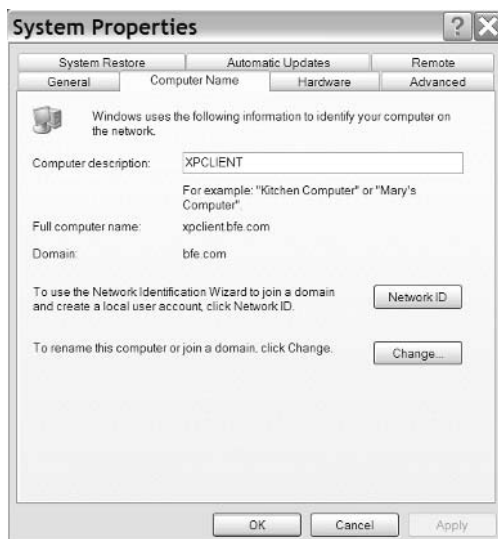 System Properties
? X
System Restore Automatic Updates Remote
General Computer Name Hardware Advanced
Windows uses the following information to identify your computer on
the network.
Computer description: XPCLIENT
For example: "Kitchen Computer" or "Mary's
Computer".
Full computer name: xpclient.bfe.com
Domain: bfe.com
To use the Network Identification Wizard to join a domain
and create a local user account, click Network ID.
Network ID
To rename this computer or join a domain, click Change.
Change...
OK Cancel Apply